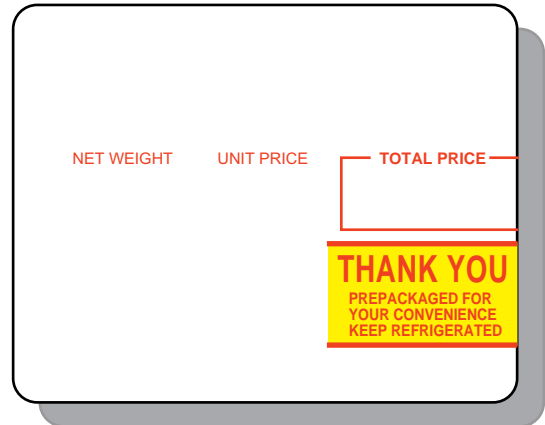 NET WEIGHT UNIT PRICE TOTAL PRICE
THANK YOU
PREPACKAGED FOR
YOUR CONVENIENCE
KEEP REFRIGERATED